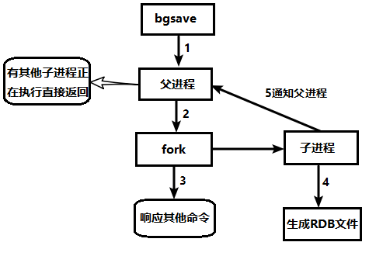 bgsave
1
有其他子进程正
在执行直接返回
父进程
5通知父进程
2
fork
子进程
3
4
响应其他命令
生成RDB文件